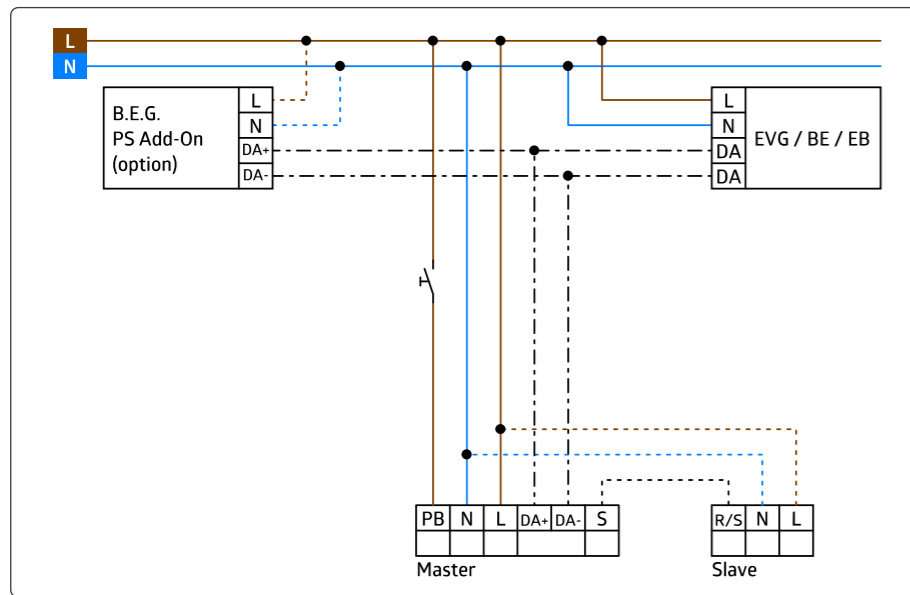 L
N
B.E.G.
PS Add-On
(option)
L
N
DA+
DA-
L
N
DA
DA
EVG / BE / EB
PB N L DA+ DA- S
Master
R/S N L
Slave